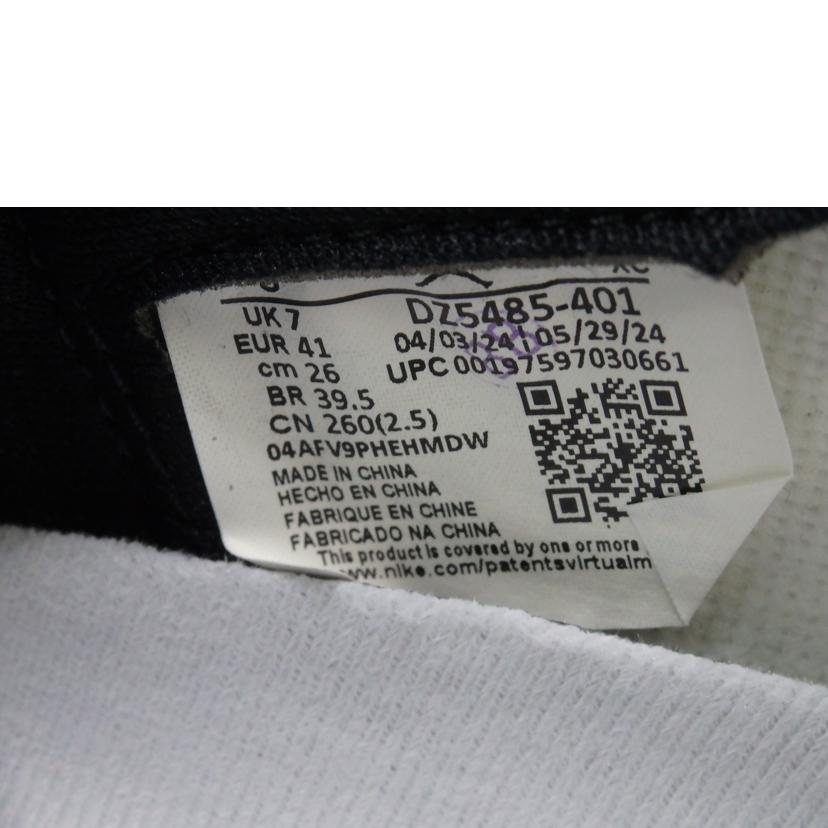 UK 7
EUR 41
cm 26
BR 39.5
CN 260(2.5)
04AFV9PHEHMDW
DZ5485-401
04/03/24 05/29/24
UPC 00197597030661
MADE IN CHINA
HECHO EN CHINA
FABRIQUE EN CHINE
FABRICADO NA CHINA
This product is covered by one or more
ww.nike.com/patentsvirtualm